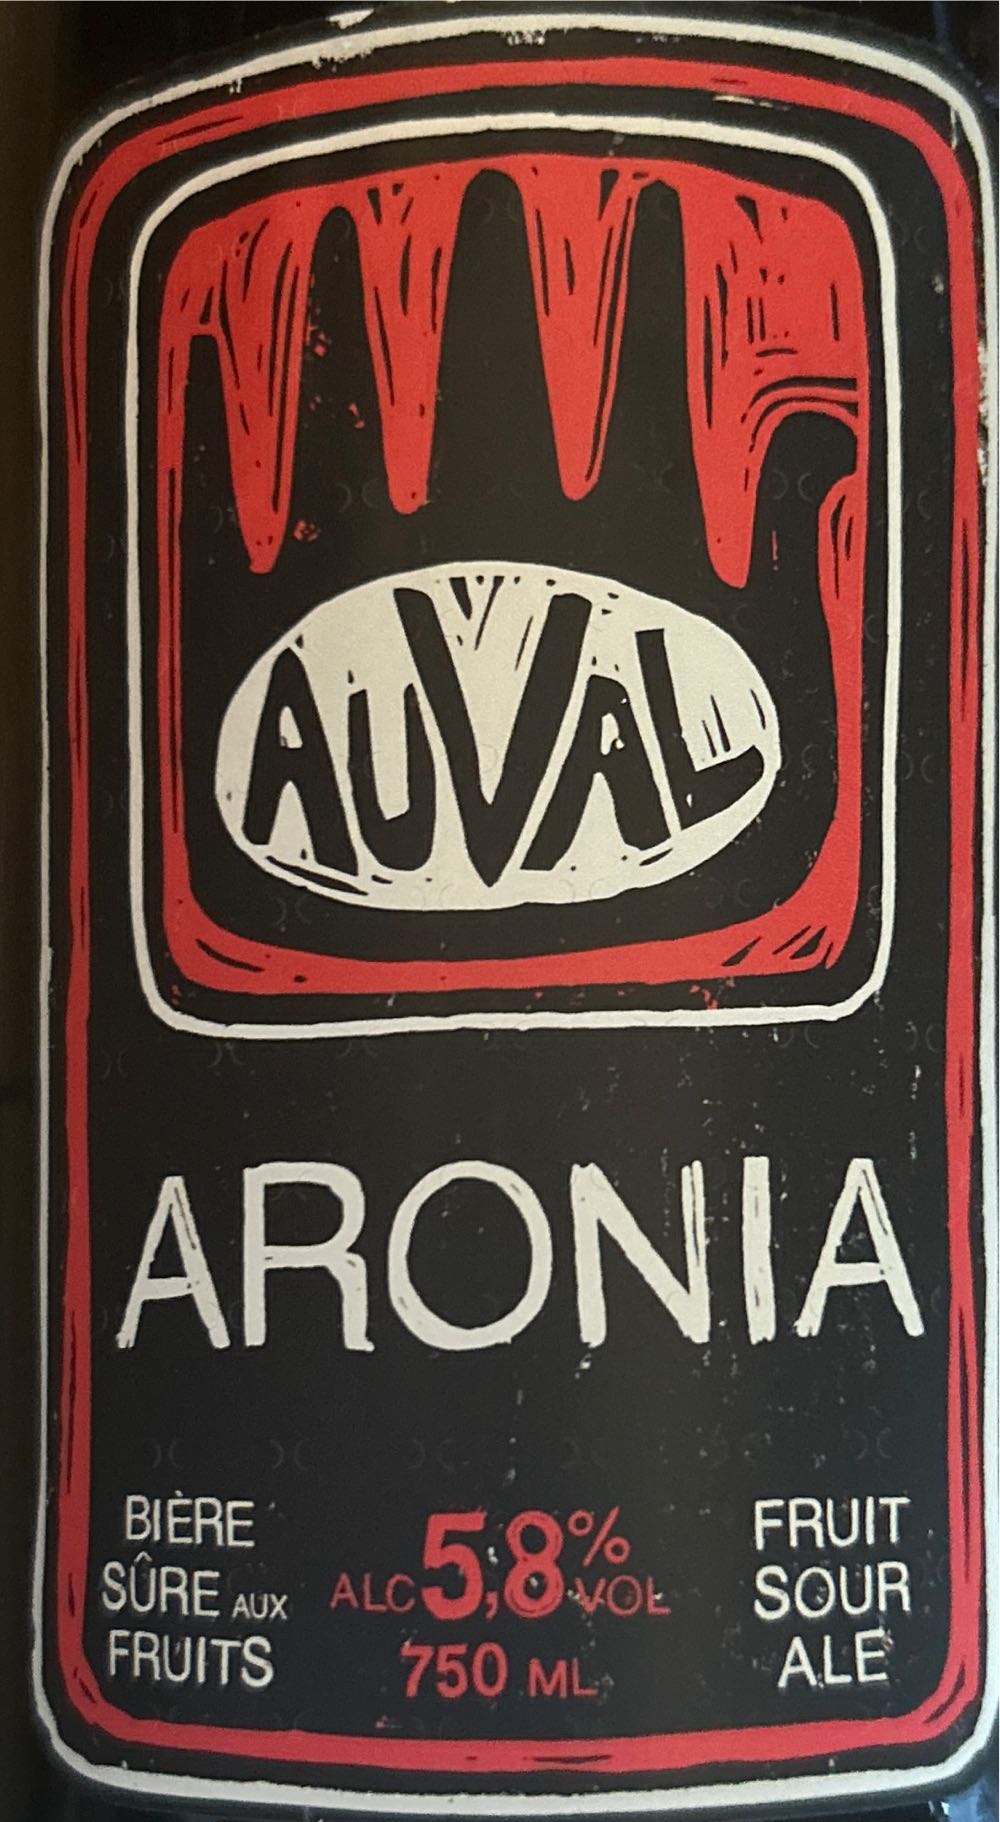 AUVAL
ARONIA
BIÈRE
SÛRE AUX
FRUITS
ALC 5,8% VOL
750 ML
FRUIT
SOUR
ALE